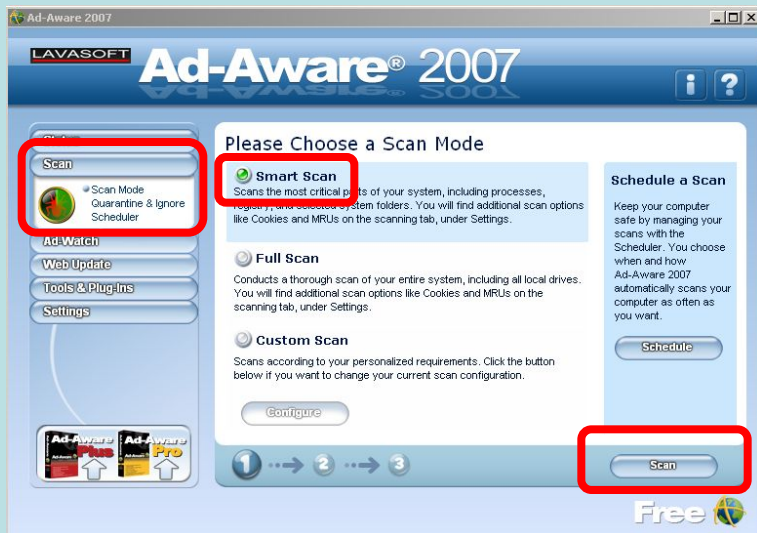 Ad-Aware 2007
LAVASOFT
Ad-Aware® 2007
i ?
Status
Scan
Scan Mode
Quarantine & Ignore
Scheduler
Ad-Watch
Web Update
Tools & Plug-Ins
Settings
Ad-Aware
Plus
Ad-Aware
Pro
Please Choose a Scan Mode
Smart Scan
Scans the most critical parts of your system, including processes,
registry, and selected system folders. You will find additional scan options
like Cookies and MRUs on the scanning tab, under Settings.
Full Scan
Conducts a thorough scan of your entire system, including all local drives.
You will find additional scan options like Cookies and MRUs on the
scanning tab, under Settings.
Custom Scan
Scans according to your personalized requirements. Click the button
below if you want to change your current scan configuration.
Configure
Schedule a Scan
Keep your computer
safe by managing your
scans with the
Scheduler. You choose
when and how
Ad-Aware 2007
automatically scans your
computer as often as
you want.
Schedule
1 2 3
Scan
Free